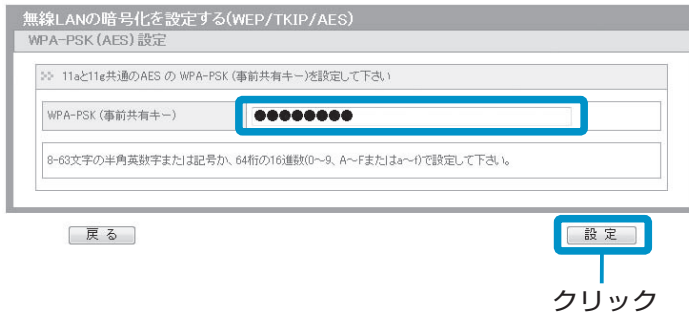 無線LANの暗号化を設定する(WEP/TKIP/AES)
WPA-PSK(AES)設定
>> 11aと11g共通のAES の WPA-PSK (事前共有キー)を設定して下さい
WPA-PSK (事前共有キー) ●●●●●●●●
8-63文字の半角英数字または記号か、64桁の16進数(0～9、A～Fまたはa～f)で設定して下さい。
戻る 設定
クリック